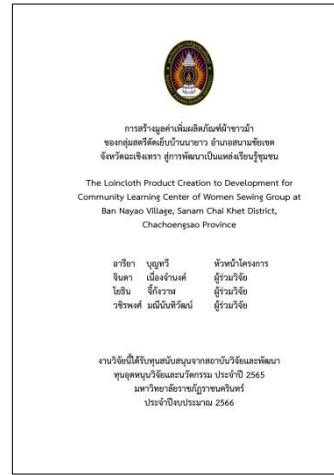 การสร้างมูลค่าเพิ่มผลิตภัณฑ์ผ้าขาวม้า
ของกลุ่มสตรีตัดเย็บบ้านนายาว อำเภอสนามชัยเขต
จังหวัดฉะเชิงเทรา สู่การพัฒนาเป็นแหล่งเรียนรู้ชุมชน
The Loincloth Product Creation to Development for
Community Learning Center of Women Sewing Group at
Ban Nayao Village, Sanam Chai Khet District,
Chachoengsao Province
อารียา บุญทวี หัวหน้าโครงการ
จินดา เนื่องจำนงค์ ผู้ร่วมวิจัย
โยธิน จี้กังวาฬ ผู้ร่วมวิจัย
วชิรพงศ์ มณีนันทิวัฒน์ ผู้ร่วมวิจัย
งานวิจัยนี้ได้รับทุนสนับสนุนจากสถาบันวิจัยและพัฒนา
ทุนอุดหนุนวิจัยและนวัตกรรม ประจำปี 2565
มหาวิทยาลัยราชภัฏราชนครินทร์
ประจำปีงบประมาณ 2566